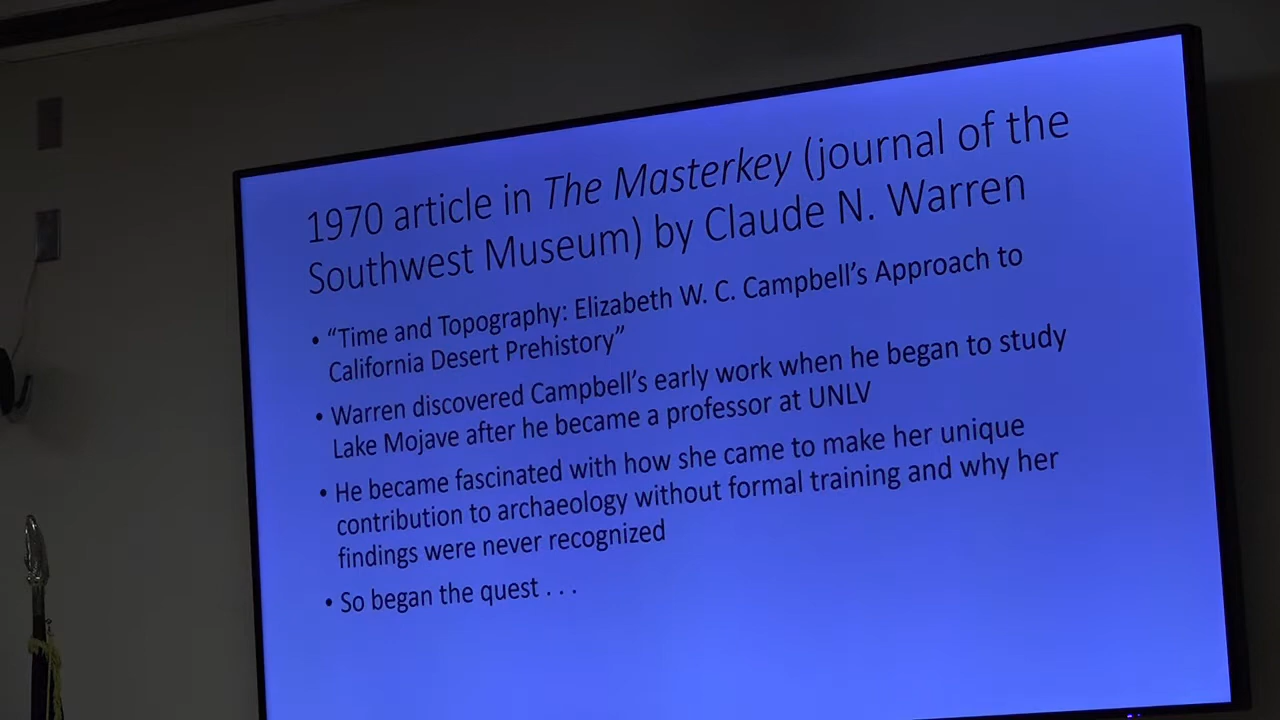 1970 article in The Masterkey (journal of the
Southwest Museum) by Claude N. Warren
• “Time and Topography: Elizabeth W. C. Campbell’s Approach to
California Desert Prehistory”
• Warren discovered Campbell’s early work when he began to study
Lake Mojave after he became a professor at UNLV
• He became fascinated with how she came to make her unique
contribution to archaeology without formal training and why her
findings were never recognized
• So began the quest . . .